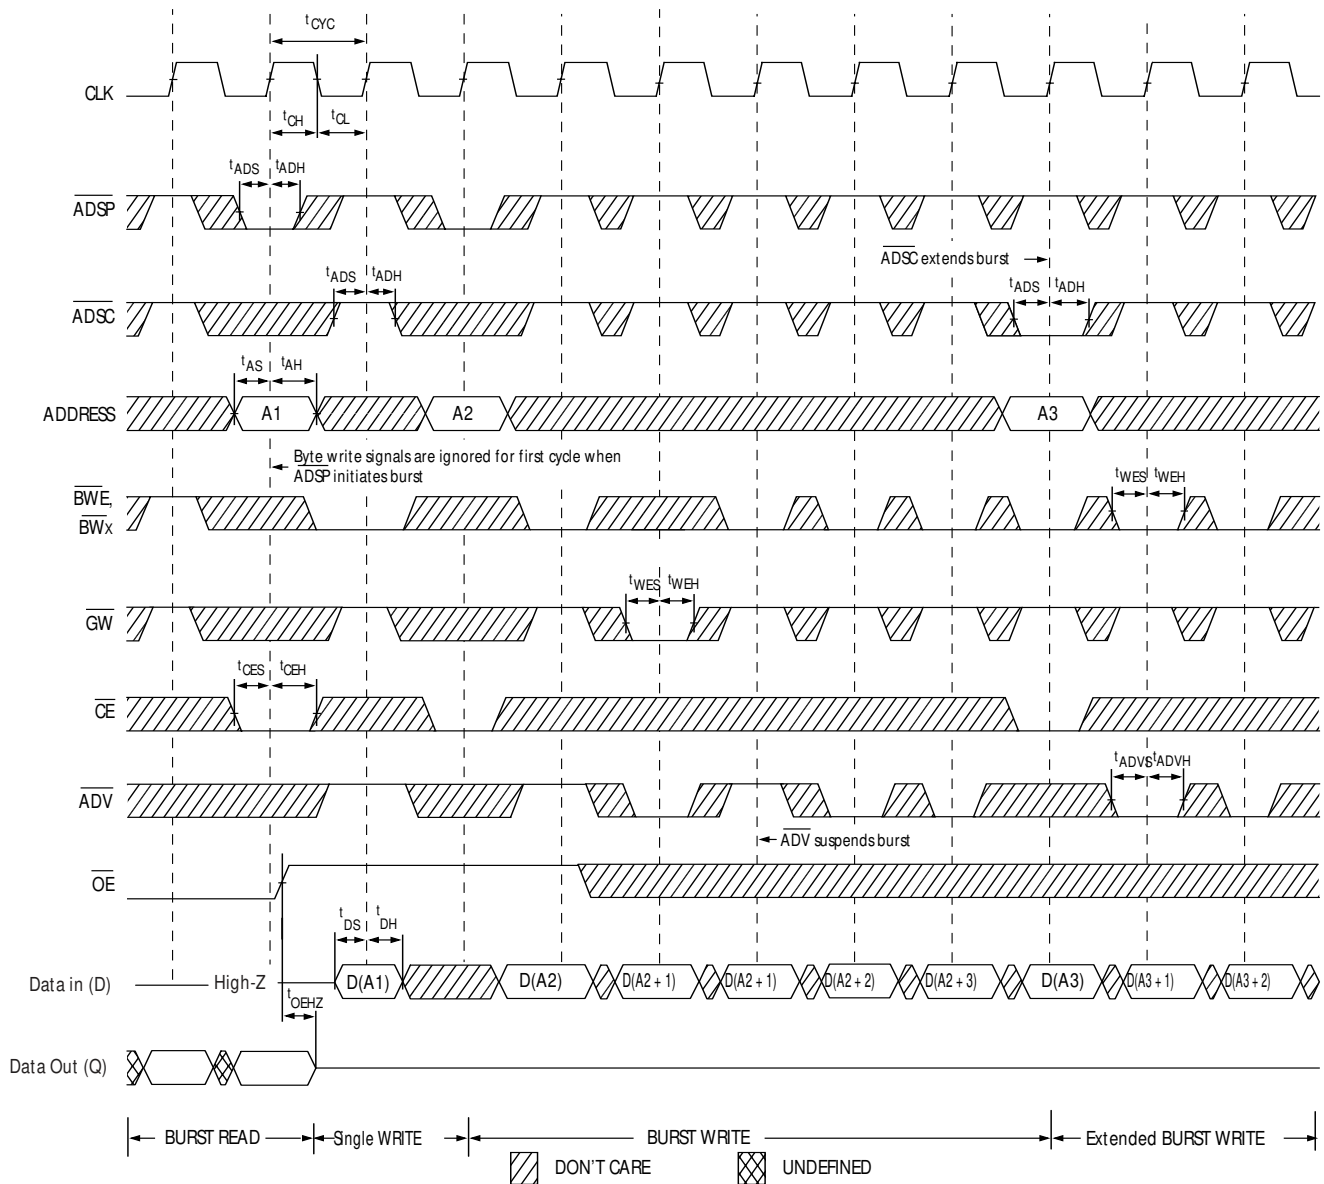 tCYC
CLK
tCH
tCL
tADS
tADH
ADSP
ADSC extends burst
tADS
tADH
tADS
tADH
ADSC
tAS
tAH
ADDRESS
A1
A2
A3
Byte write signals are ignored for first cycle when
ADSP initiates burst
BWE,
BWX
tWES
tWEH
tWES
tWEH
GW
tCES
tCEH
CE
tADVS
tADVH
ADV
ADV suspends burst
OE
tDS
tDH
Data in (D)
High-Z
D(A1)
D(A2)
D(A2 + 1)
D(A2 + 1)
D(A2 + 2)
D(A2 + 3)
D(A3)
D(A3 + 1)
D(A3 + 2)
tOEHZ
Data Out (Q)
BURST READ
Single WRITE
BURST WRITE
Extended BURST WRITE
DON'T CARE
UNDEFINED